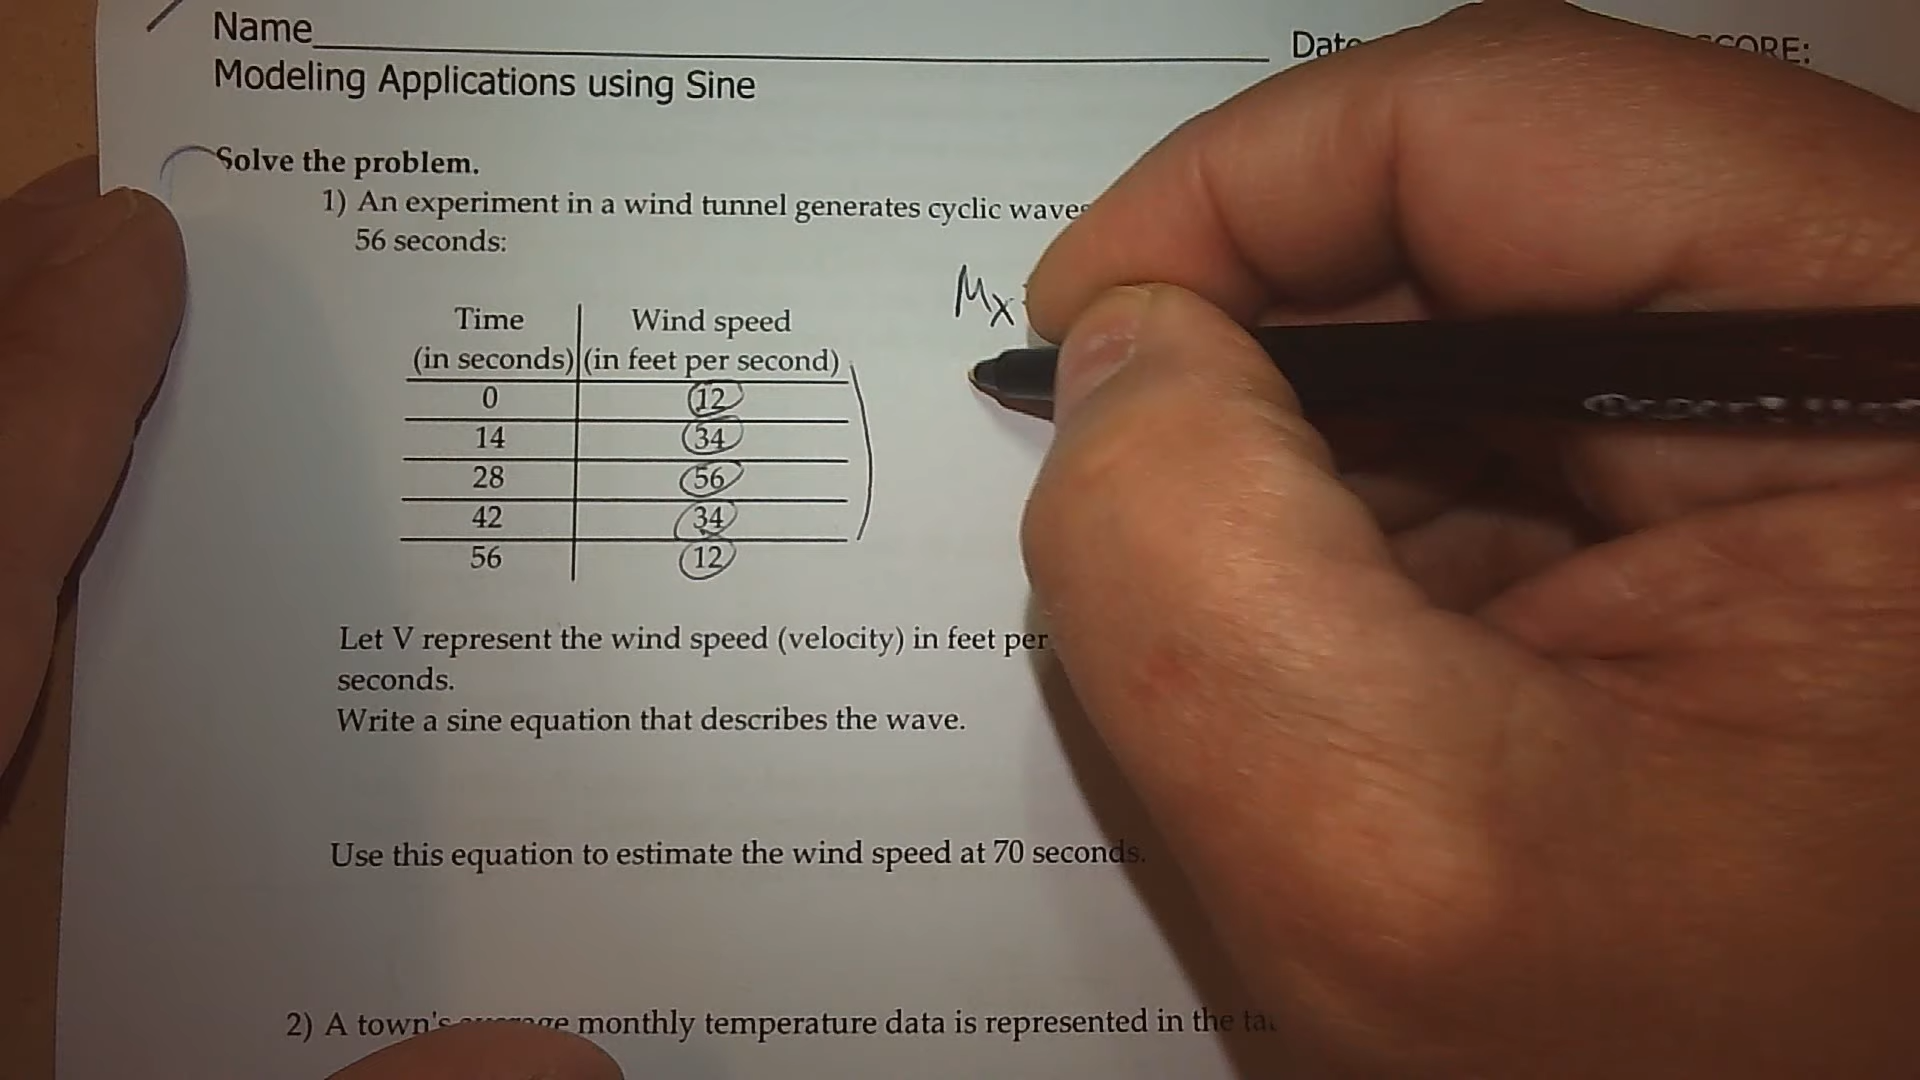 Name
Modeling Applications using Sine
Solve the problem.
1) An experiment in a wind tunnel generates cyclic waves
56 seconds:
Mx
Time Wind speed
(in seconds) (in feet per second)
0 12
14 34
28 56
42 34
56 12
Let V represent the wind speed (velocity) in feet per
seconds.
Write a sine equation that describes the wave.
Use this equation to estimate the wind speed at 70 seconds.
2) A town's monthly temperature data is represented in the